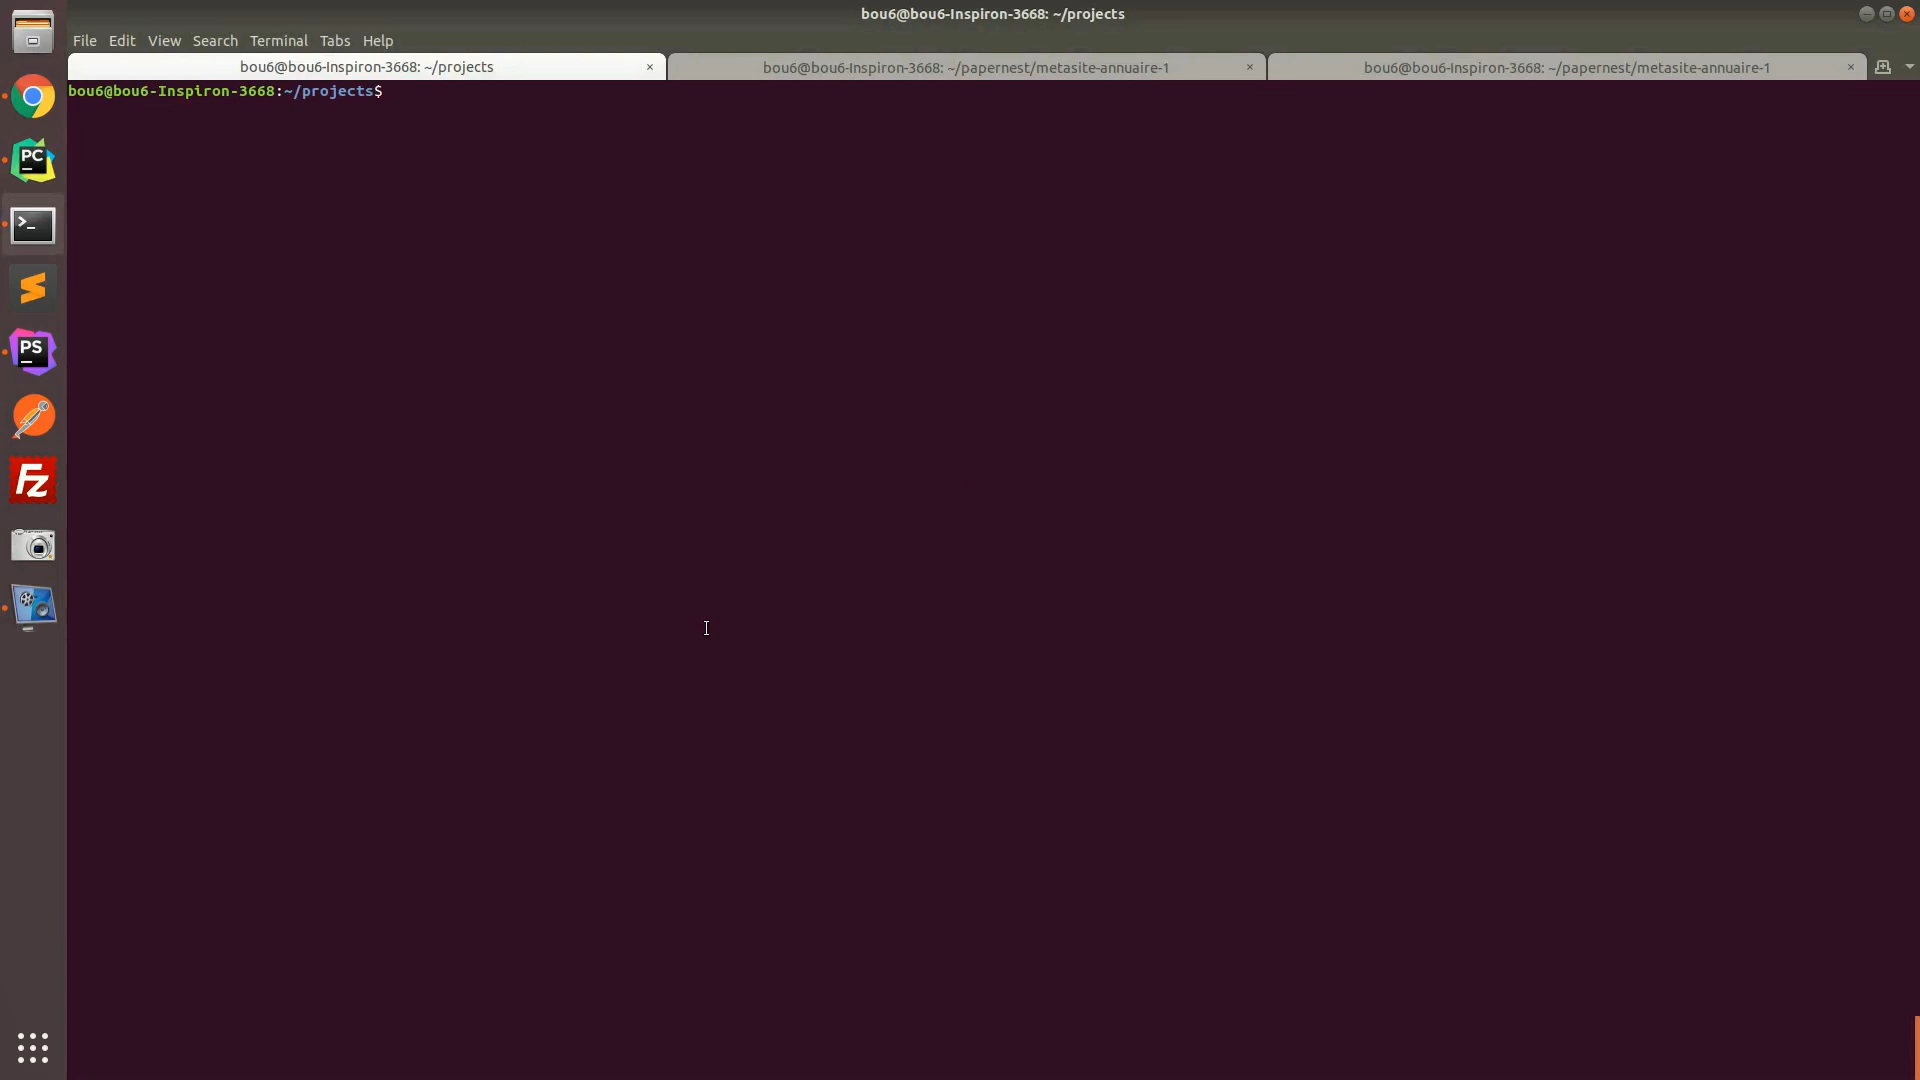 bou6@bou6-Inspiron-3668: ~/projects
File Edit View Search Terminal Tabs Help
bou6@bou6-Inspiron-3668: ~/projects × bou6@bou6-Inspiron-3668: ~/papernest/metasite-annuaire-1 × bou6@bou6-Inspiron-3668: ~/papernest/metasite-annuaire-1 ×
bou6@bou6-Inspiron-3668:~/projects$
PC
>_
PS
Fz